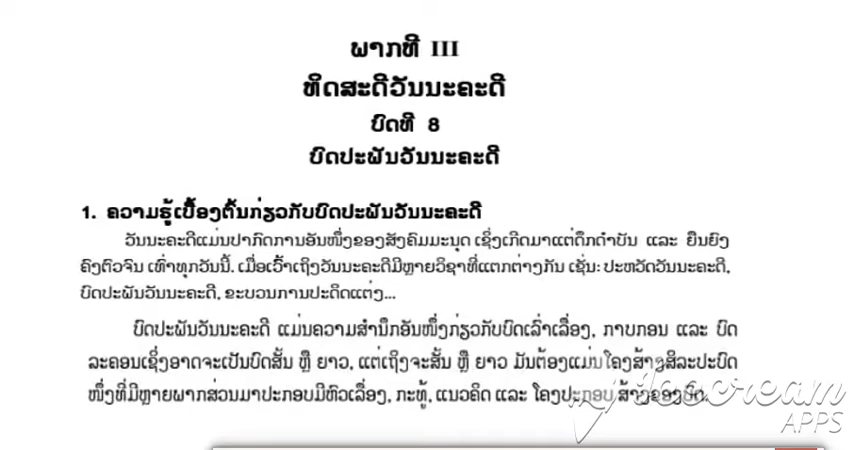 ພາກທີ III
ທິດສະດີວັນນະຄະດີ
ບົດທີ 8
ບົດປະພັນວັນນະຄະດີ
1. ຄວາມຮູ້ເບື້ອງຕົ້ນກ່ຽວກັບບົດປະພັນວັນນະຄະດີ
ວັນນະຄະດີແມ່ນປາກົດການອັນໜຶ່ງຂອງສັງຄົມມະນຸດ ເຊິ່ງເກີດມາແຕ່ດຶກດຳບັນ ແລະ ຍືນຍົງ
ຄົງຕົວຈົນ ເທົ່າທຸກວັນນີ້. ເມື່ອເວົ້າເຖິງວັນນະຄະດີມີຫຼາຍວິຊາທີ່ແຕກຕ່າງກັນ ເຊັ່ນ: ປະຫວັດວັນນະຄະດີ,
ບົດປະພັນວັນນະຄະດີ, ຂະບວນການປະດິດແຕ່ງ...
ບົດປະພັນວັນນະຄະດີ ແມ່ນຄວາມສຳນຶກອັນໜຶ່ງກ່ຽວກັບບົດເລົ່າເລື່ອງ, ກາບກອນ ແລະ ບົດ
ລະຄອນເຊິ່ງອາດຈະເປັນບົດສັ້ນ ຫຼື ຍາວ, ແຕ່ເຖິງຈະສັ້ນ ຫຼື ຍາວ ມັນຕ້ອງແມ່ນໂຄງສ້າງສິລະປະບົດ
ໜຶ່ງທີ່ມີຫຼາຍພາກສ່ວນມາປະກອບມີຫົວເລື່ອງ, ກະທູ້, ແນວຄິດ ແລະ ໂຄງປະກອບ ສ້າງຂອງບົດ.
Icecream
APPS